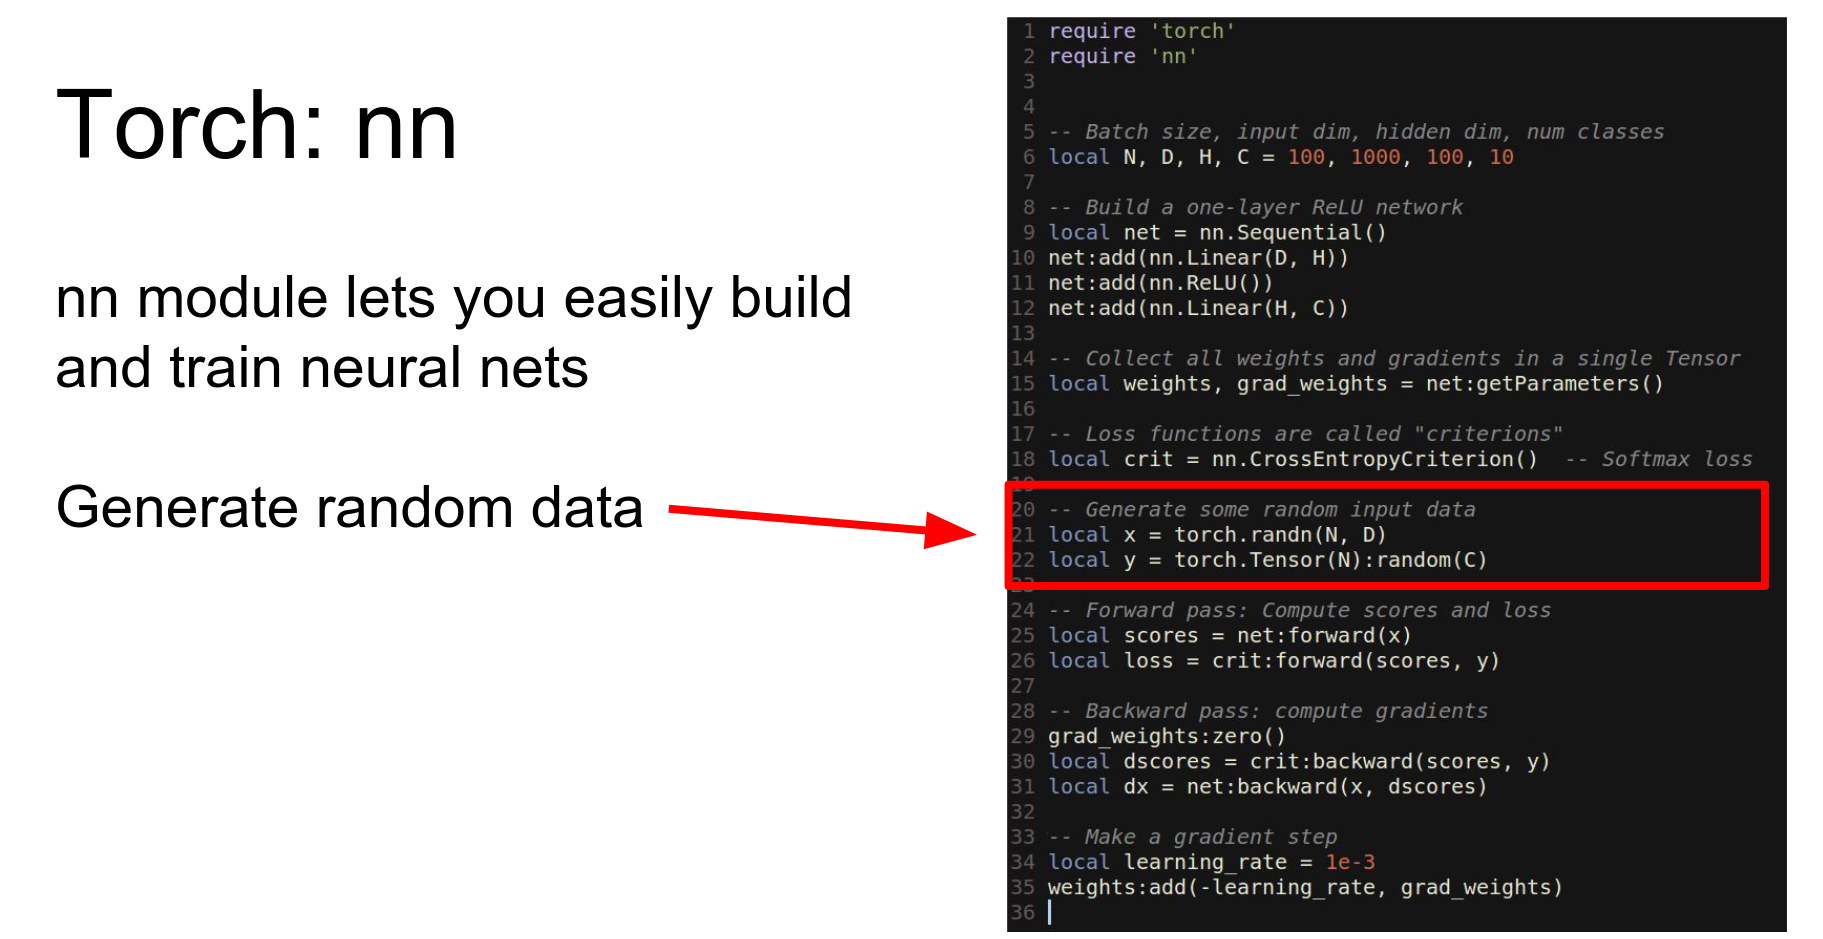 Torch: nn
nn module lets you easily build
and train neural nets
Generate random data
1 require 'torch'
2 require 'nn'
3
4
5 -- Batch size, input dim, hidden dim, num classes
6 local N, D, H, C = 100, 1000, 100, 10
7
8 -- Build a one-layer ReLU network
9 local net = nn.Sequential()
10 net:add(nn.Linear(D, H))
11 net:add(nn.ReLU())
12 net:add(nn.Linear(H, C))
13
14 -- Collect all weights and gradients in a single Tensor
15 local weights, grad_weights = net:getParameters()
16
17 -- Loss functions are called "criterions"
18 local crit = nn.CrossEntropyCriterion()  -- Softmax loss
19
20 -- Generate some random input data
21 local x = torch.randn(N, D)
22 local y = torch.Tensor(N):random(C)
23
24 -- Forward pass: Compute scores and loss
25 local scores = net:forward(x)
26 local loss = crit:forward(scores, y)
27
28 -- Backward pass: compute gradients
29 grad_weights:zero()
30 local dscores = crit:backward(scores, y)
31 local dx = net:backward(x, dscores)
32
33 -- Make a gradient step
34 local learning_rate = 1e-3
35 weights:add(-learning_rate, grad_weights)
36